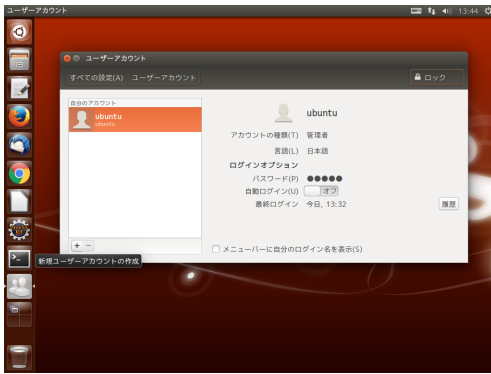 ユーザーアカウント
13:44
ユーザーアカウント
すべての設定(A) ユーザーアカウント
ロック
自分のアカウント
ubuntu
ubuntu
ubuntu
アカウントの種類(T) 管理者
言語(L) 日本語
ログインオプション
パスワード(P) ●●●●●
自動ログイン(U) オフ
最終ログイン 今日, 13:32
履歴
+ −
メニューバーに自分のログイン名を表示(S)
新規ユーザーアカウントの作成